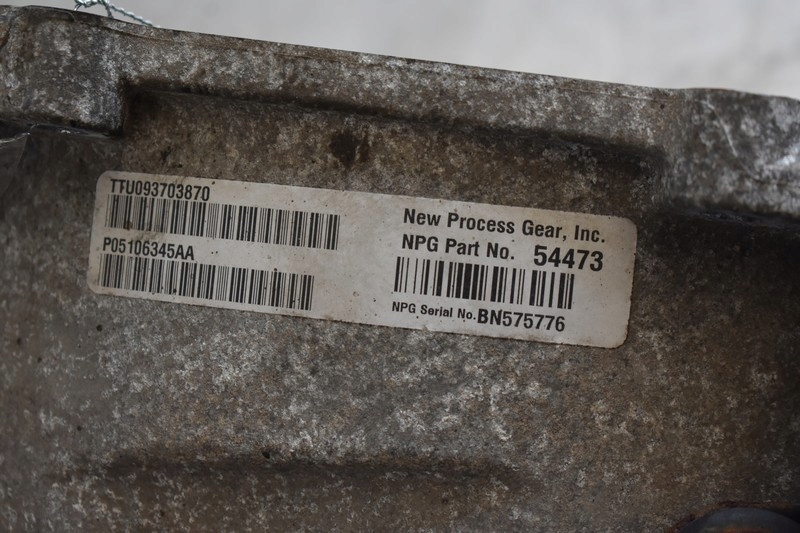 TTU093703870
P05106345AA
New Process Gear, Inc.
NPG Part No. 54473
NPG Serial No. BN575776